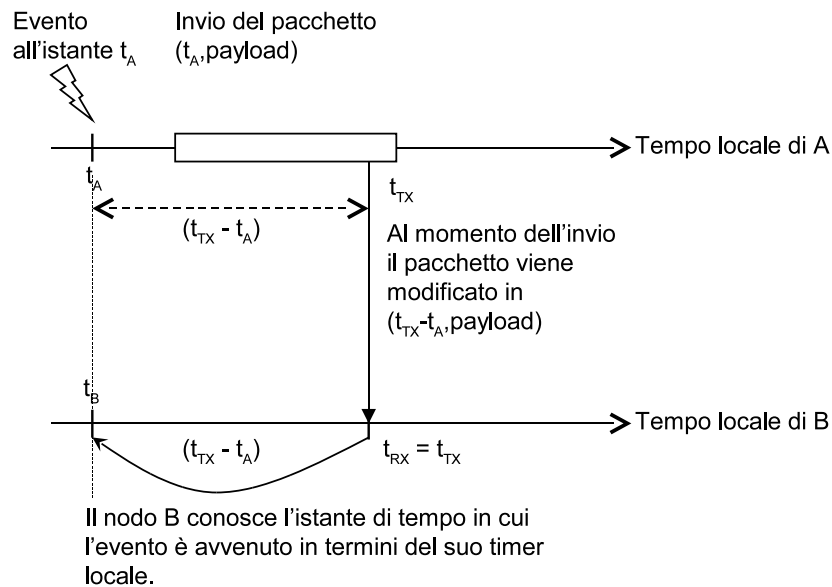 Evento
all'istante t_A
Invio del pacchetto
(t_A,payload)
Tempo locale di A
t_A
t_TX
(t_TX - t_A)
Al momento dell'invio
il pacchetto viene
modificato in
(t_TX-t_A,payload)
t_B
Tempo locale di B
(t_TX - t_A)
t_RX = t_TX
Il nodo B conosce l'istante di tempo in cui
l'evento è avvenuto in termini del suo timer
locale.